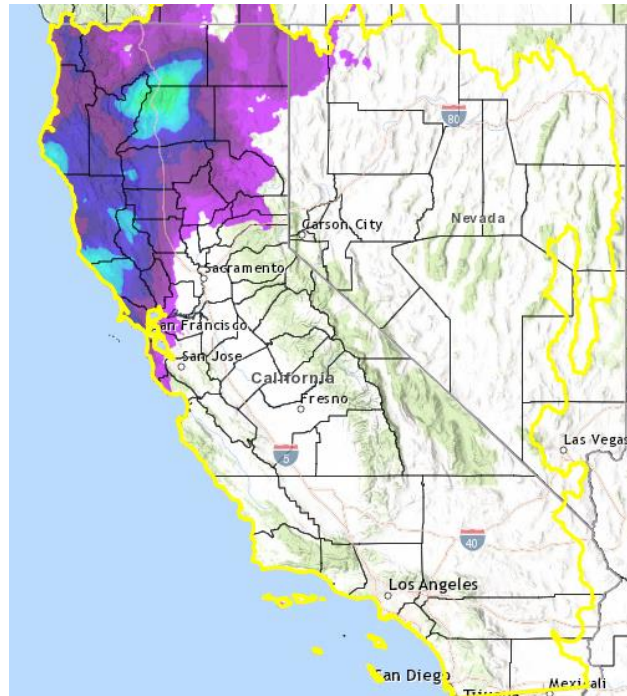 80
Nevada
Carson City
Sacramento
an Francisco
San Jose
California
Fresno
Las Vegas
5
40
Los Angeles
San Diego
Mexicali